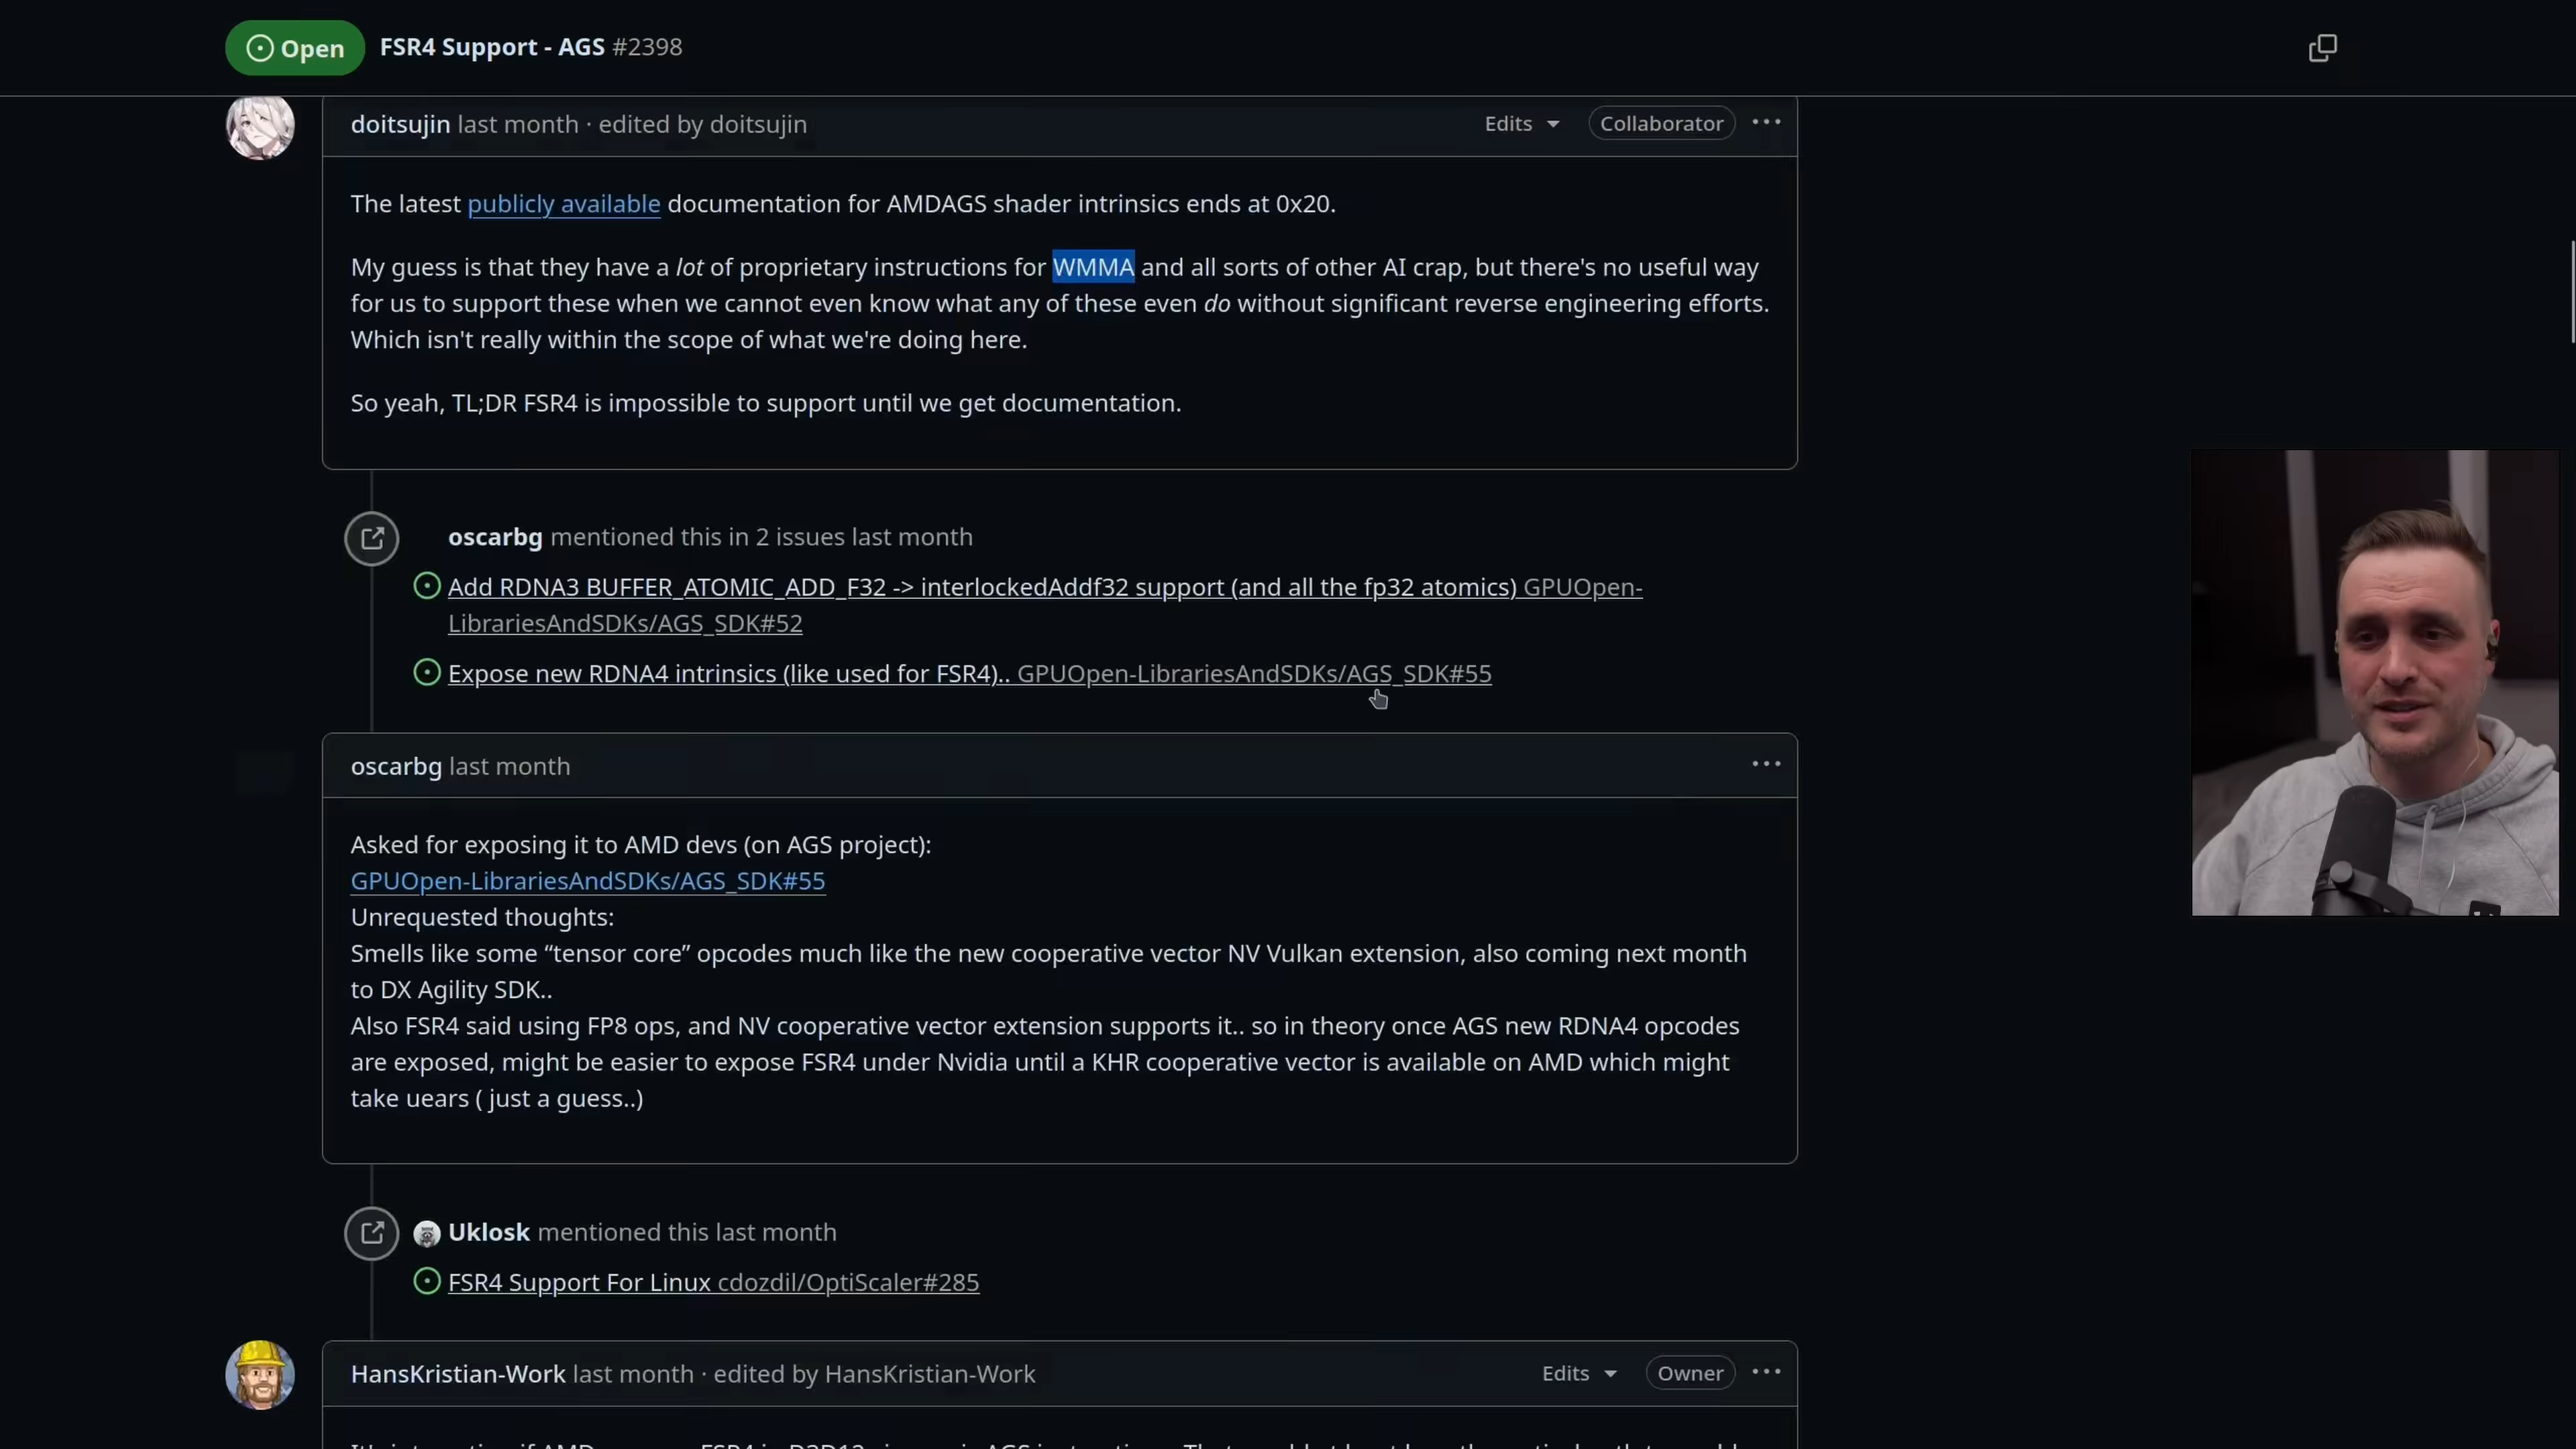 Open FSR4 Support - AGS #2398
doitsujin last month · edited by doitsujin Edits Collaborator
The latest publicly available documentation for AMDAGS shader intrinsics ends at 0x20.
My guess is that they have a lot of proprietary instructions for WMMA and all sorts of other AI crap, but there's no useful way
for us to support these when we cannot even know what any of these even do without significant reverse engineering efforts.
Which isn't really within the scope of what we're doing here.
So yeah, TL;DR FSR4 is impossible to support until we get documentation.
oscarbg mentioned this in 2 issues last month
Add RDNA3 BUFFER_ATOMIC_ADD_F32 -> interlockedAddf32 support (and all the fp32 atomics) GPUOpen-
LibrariesAndSDKs/AGS_SDK#52
Expose new RDNA4 intrinsics (like used for FSR4).. GPUOpen-LibrariesAndSDKs/AGS_SDK#55
oscarbg last month
Asked for exposing it to AMD devs (on AGS project):
GPUOpen-LibrariesAndSDKs/AGS_SDK#55
Unrequested thoughts:
Smells like some “tensor core” opcodes much like the new cooperative vector NV Vulkan extension, also coming next month
to DX Agility SDK..
Also FSR4 said using FP8 ops, and NV cooperative vector extension supports it.. so in theory once AGS new RDNA4 opcodes
are exposed, might be easier to expose FSR4 under Nvidia until a KHR cooperative vector is available on AMD which might
take uears ( just a guess..)
Uklosk mentioned this last month
FSR4 Support For Linux cdozdil/OptiScaler#285
HansKristian-Work last month · edited by HansKristian-Work Edits Owner